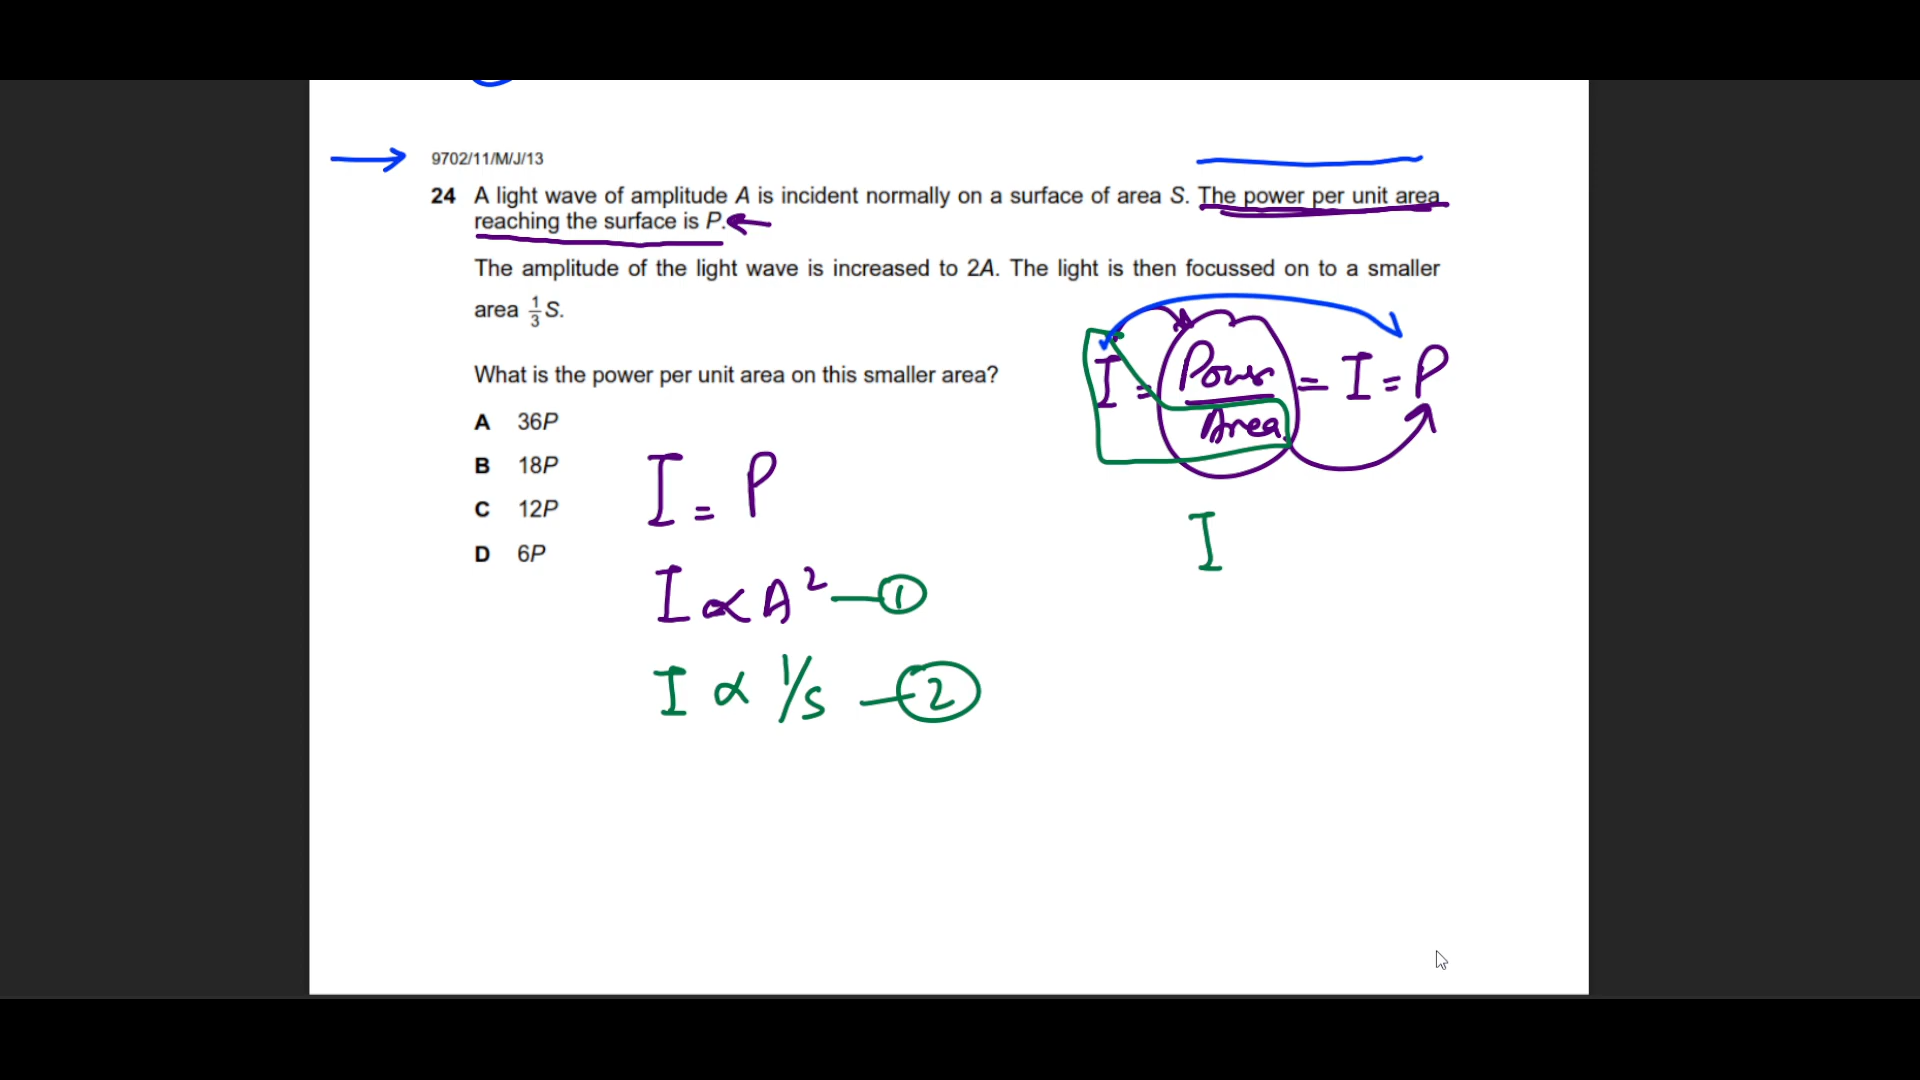 9702/11/M/J/13
24 A light wave of amplitude A is incident normally on a surface of area S. The power per unit area
reaching the surface is P.
The amplitude of the light wave is increased to 2A. The light is then focussed on to a smaller
area 1/3 S.
What is the power per unit area on this smaller area?
I = Power/Area = I = P
A 36P
B 18P
C 12P
D 6P
I = P
I
I ∝ A² — ①
I ∝ 1/s — ②